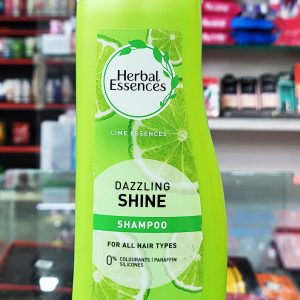 Herbal
Essences
LIME ESSENCES
DAZZLING
SHINE
SHAMPOO
FOR ALL HAIR TYPES
0% COLOURANTS | PARAFFIN
SILICONES